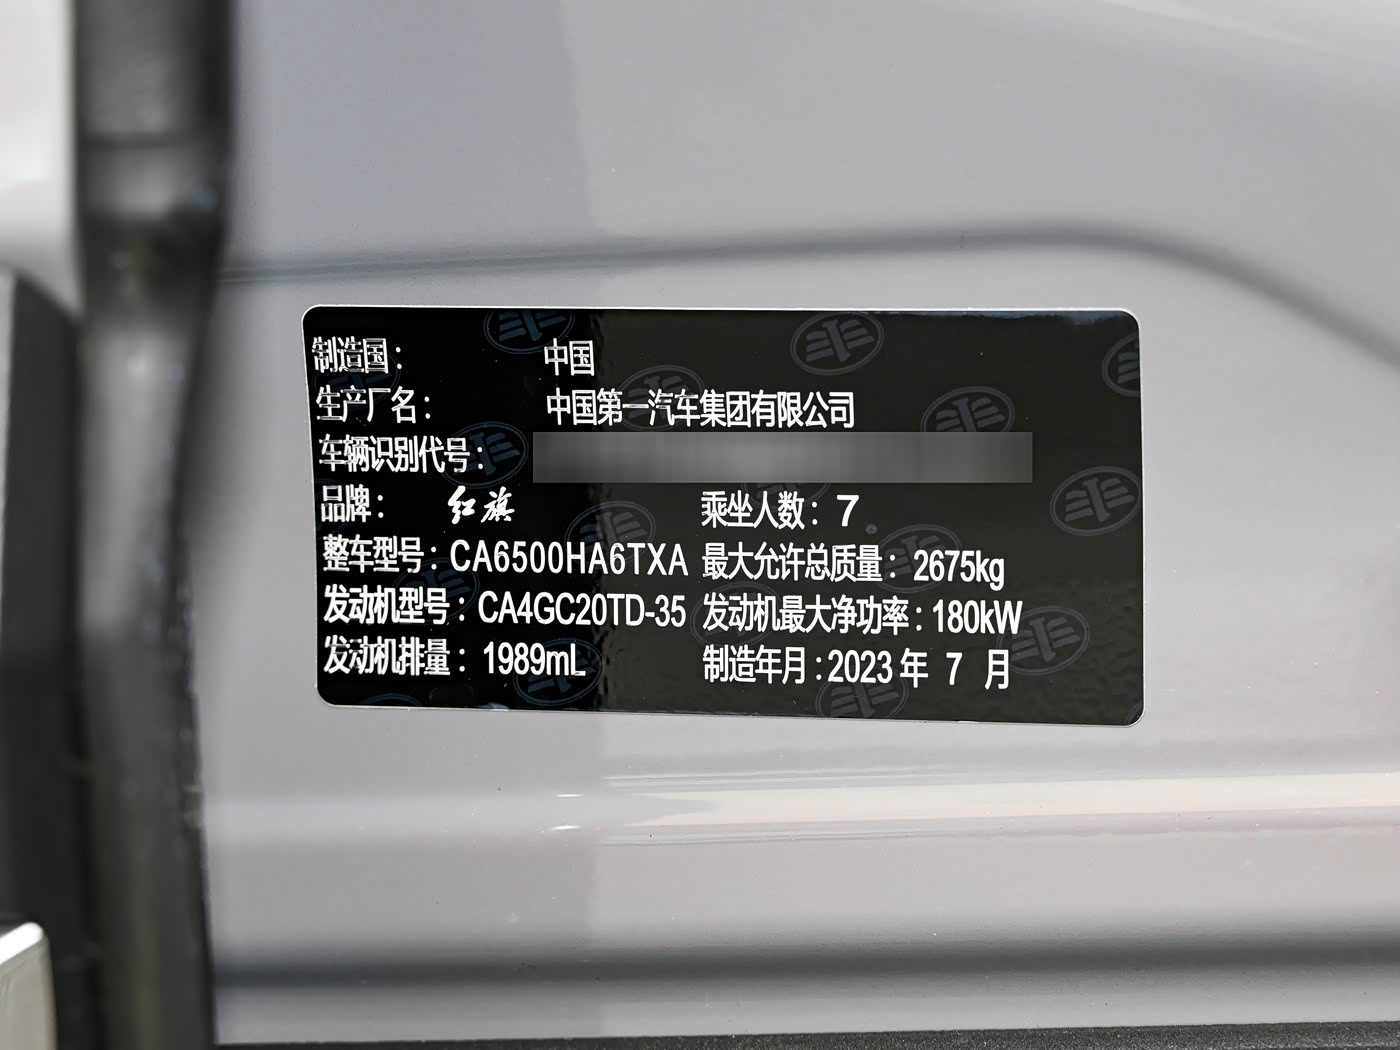 制造国： 中国
生产厂名： 中国第一汽车集团有限公司
车辆识别代号：
品牌： 红旗 乘坐人数：7
整车型号：CA6500HA6TXA 最大允许总质量：2675kg
发动机型号：CA4GC20TD-35 发动机最大净功率：180kW
发动机排量：1989mL 制造年月：2023年 7 月